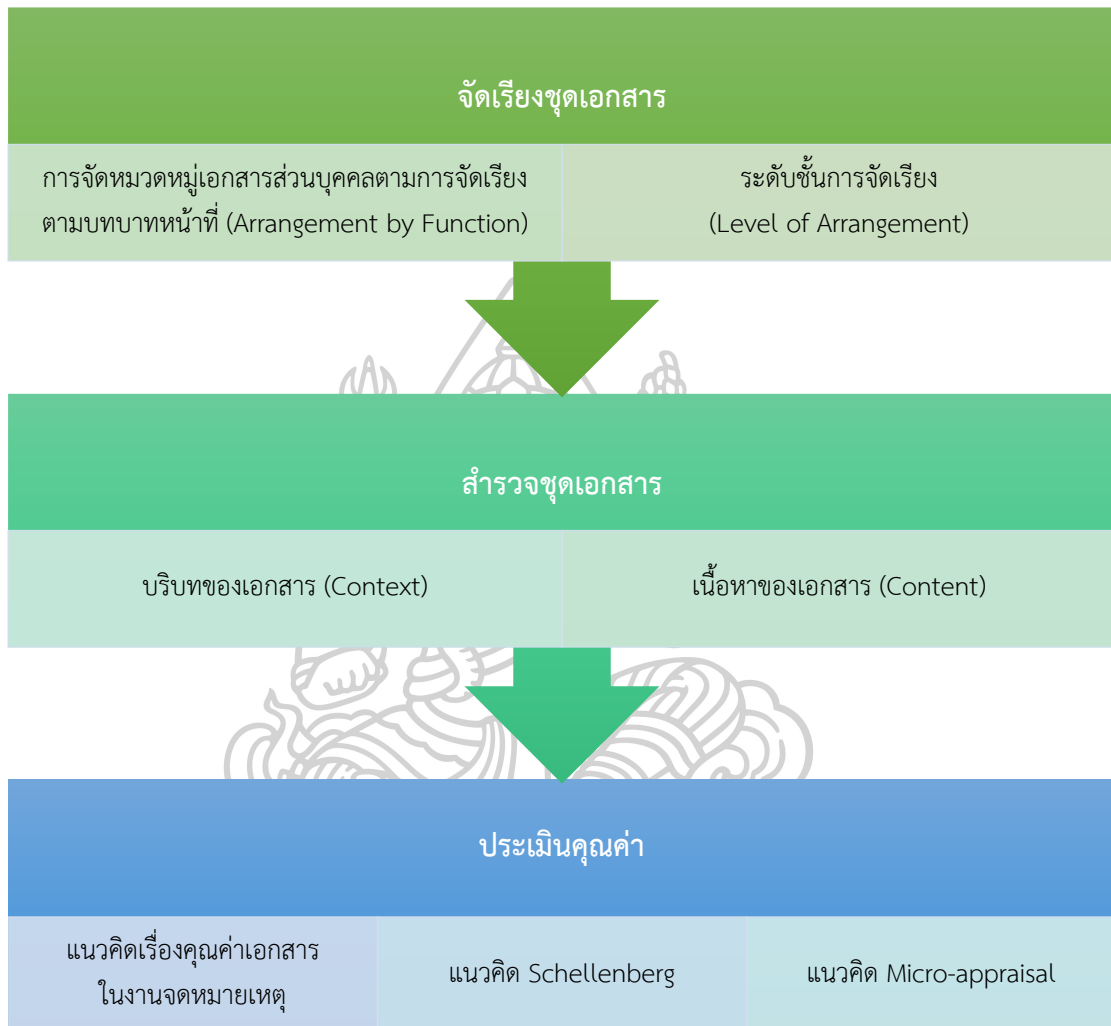 จัดเรียงชุดเอกสาร
การจัดหมวดหมู่เอกสารส่วนบุคคลตามการจัดเรียง
ตามบทบาทหน้าที่ (Arrangement by Function)
ระดับชั้นการจัดเรียง
(Level of Arrangement)
สำรวจชุดเอกสาร
บริบทของเอกสาร (Context)
เนื้อหาของเอกสาร (Content)
ประเมินคุณค่า
แนวคิดเรื่องคุณค่าเอกสาร
ในงานจดหมายเหตุ
แนวคิด Schellenberg
แนวคิด Micro-appraisal